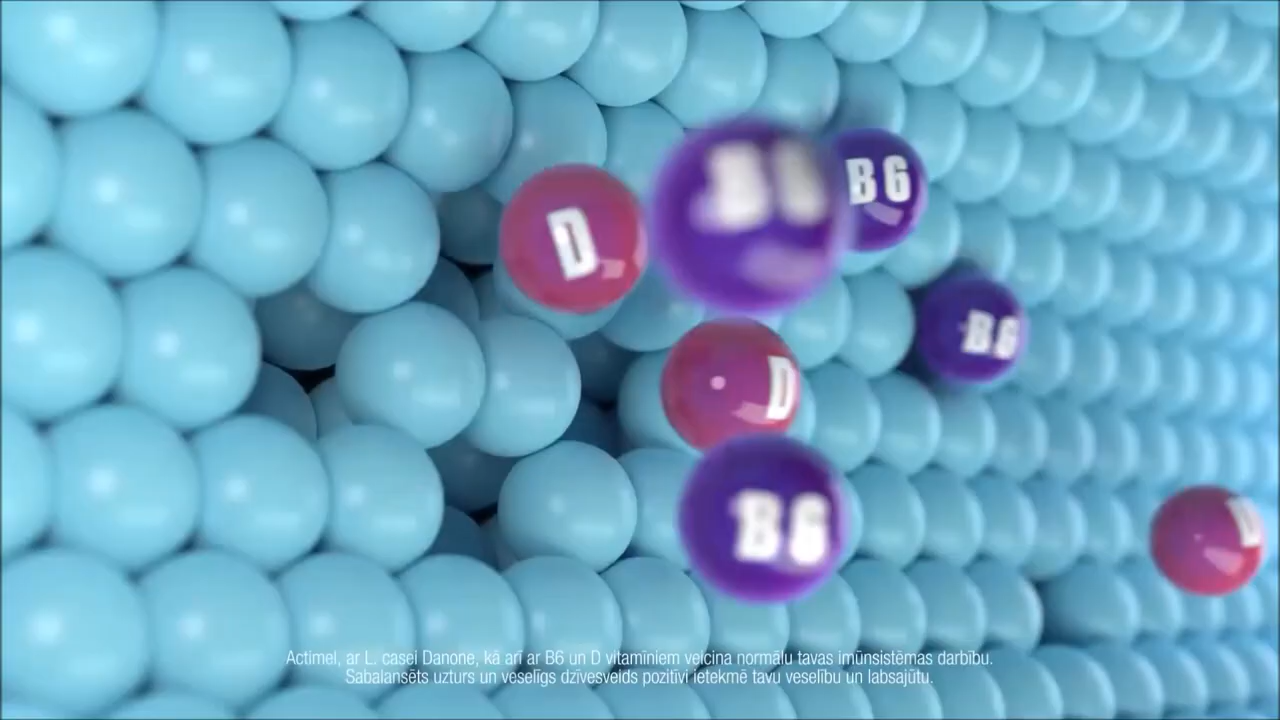 B6
B6
D
B6
D
B6
D
Actimel, ar L. casei Danone, kā arī ar B6 un D vitamīniem veicina normālu tavas imūnsistēmas darbību.
Sabalansēts uzturs un veselīgs dzīvesveids pozitīvi ietekmē tavu veselību un labsajūtu.